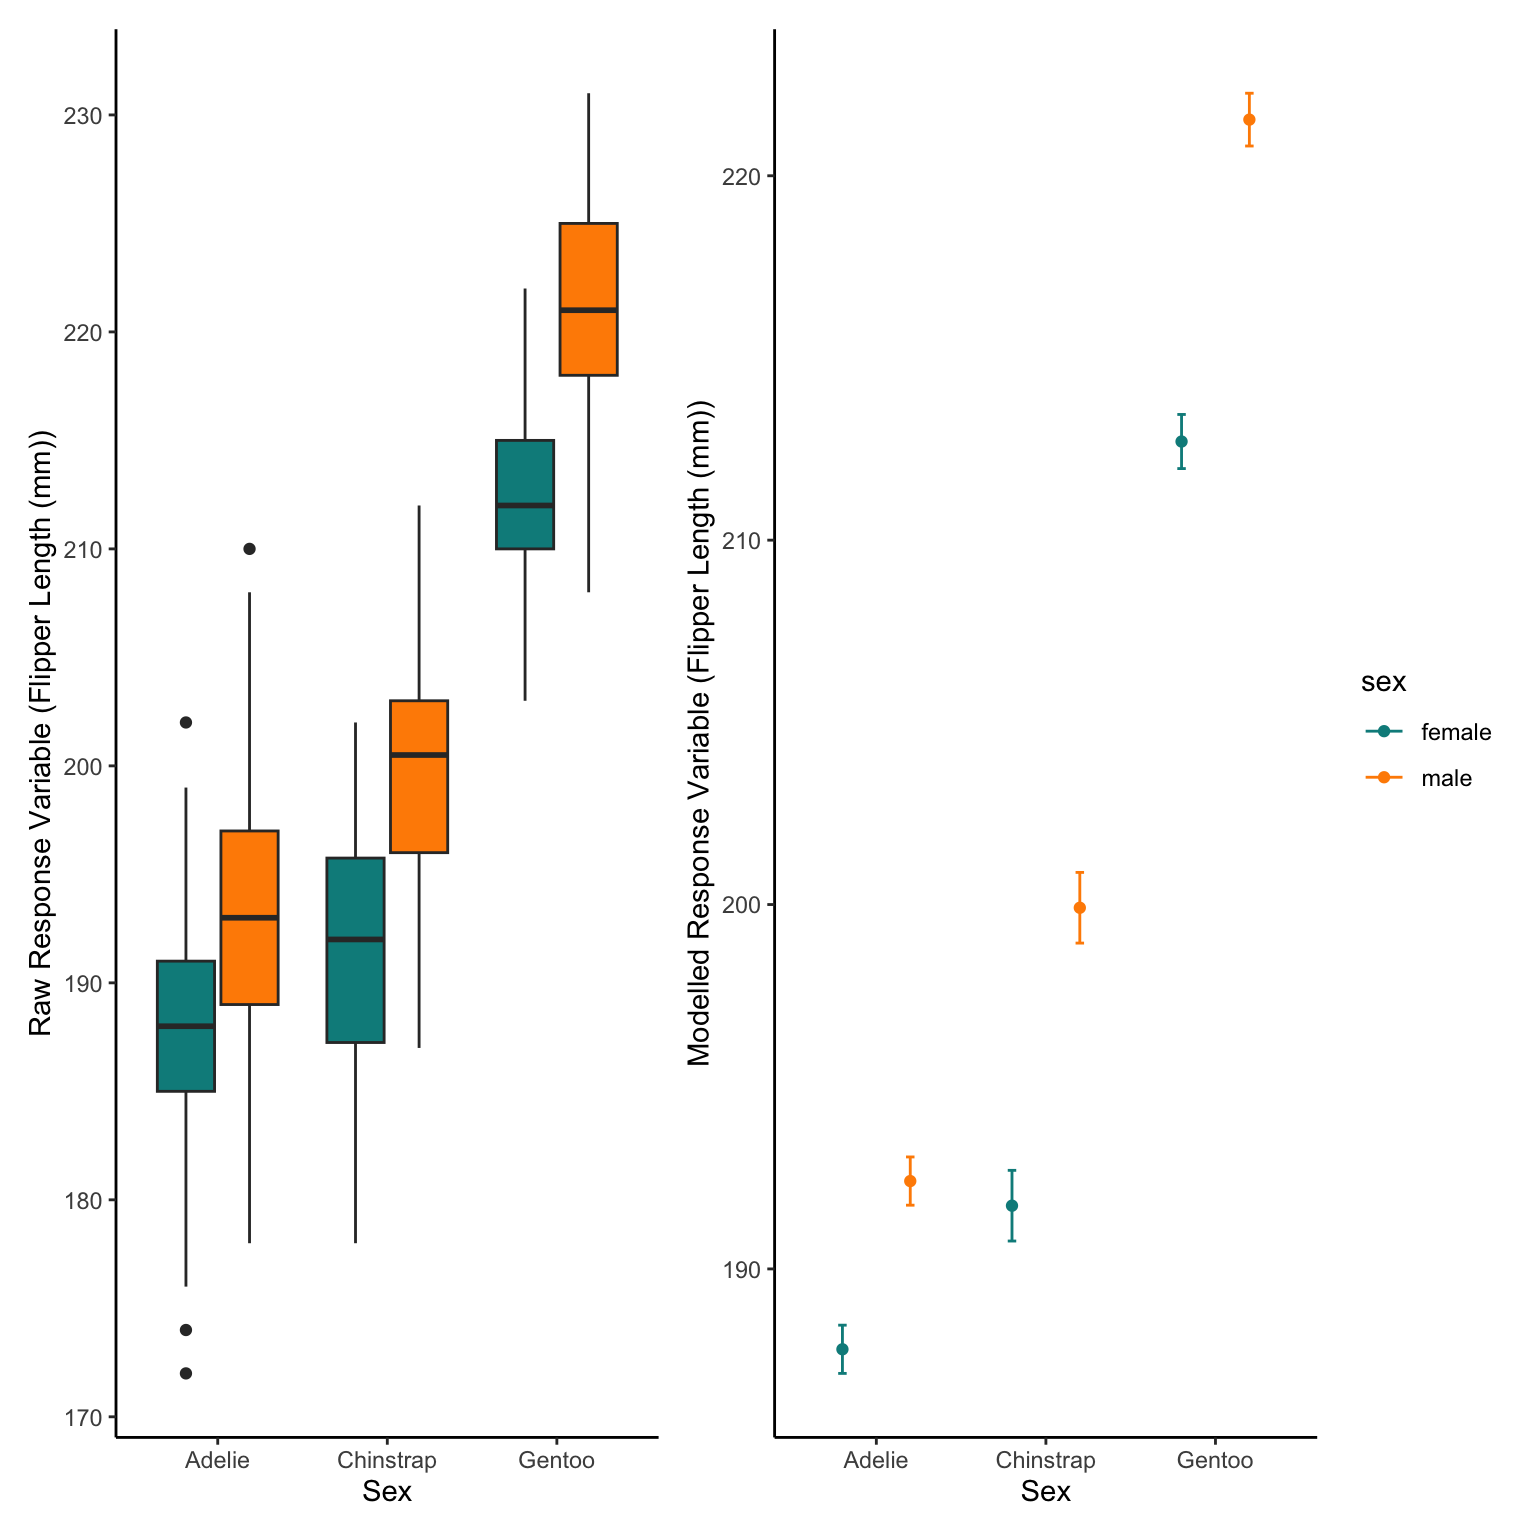 Raw Response Variable (Flipper Length (mm))
230
220
210
200
190
180
170
Adelie Chinstrap Gentoo
Sex
Modelled Response Variable (Flipper Length (mm))
220
210
200
190
Adelie Chinstrap Gentoo
Sex
sex
female
male